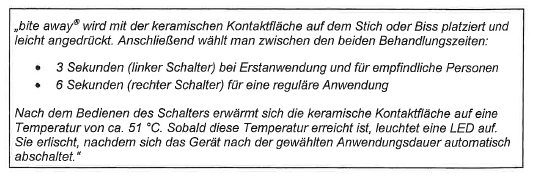 „bite away® wird mit der keramischen Kontaktfläche auf dem Stich oder Biss platziert und
leicht angedrückt. Anschließend wählt man zwischen den beiden Behandlungszeiten:
• 3 Sekunden (linker Schalter) bei Erstanwendung und für empfindliche Personen
• 6 Sekunden (rechter Schalter) für eine reguläre Anwendung
Nach dem Bedienen des Schalters erwärmt sich die keramische Kontaktfläche auf eine
Temperatur von ca. 51 °C. Sobald diese Temperatur erreicht ist, leuchtet eine LED auf.
Sie erlischt, nachdem sich das Gerät nach der gewählten Anwendungsdauer automatisch
abschaltet.“